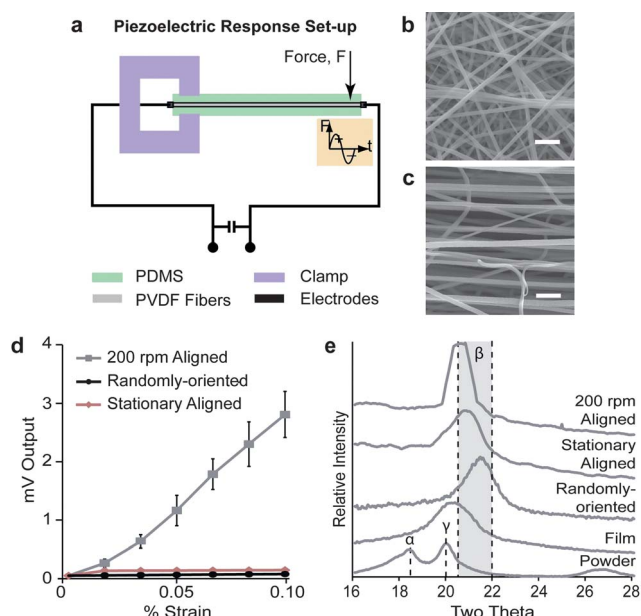 a Piezoelectric Response Set-up
Force, F
F
+
t
−
PDMS
Clamp
PVDF Fibers
Electrodes
b
c
d
4
3
2
1
0
mV Output
200 rpm Aligned
Randomly-oriented
Stationary Aligned
0
0.05
0.10
% Strain
e
Relative Intensity
β
α
γ
200 rpm
Aligned
Stationary
Aligned
Randomly-
oriented
Film
Powder
16
18
20
22
24
26
28
Two Theta